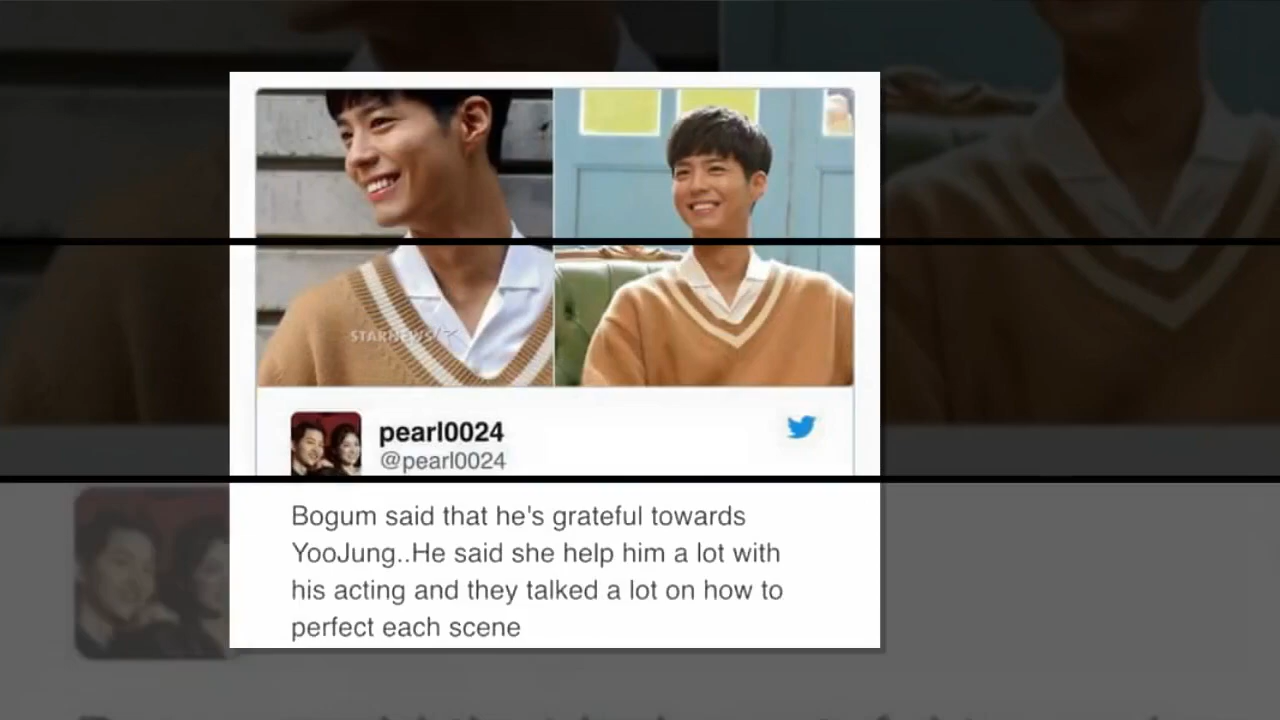 STARNEWS
pearl0024
@pearl0024
Bogum said that he's grateful towards
YooJung..He said she help him a lot with
his acting and they talked a lot on how to
perfect each scene